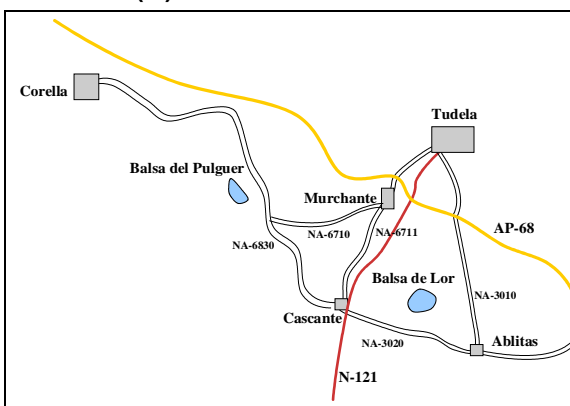 Corella
Tudela
Balsa del Pulguer
Murchante
NA-6710
NA-6711
AP-68
NA-6830
Balsa de Lor
NA-3010
Cascante
NA-3020
Ablitas
N-121